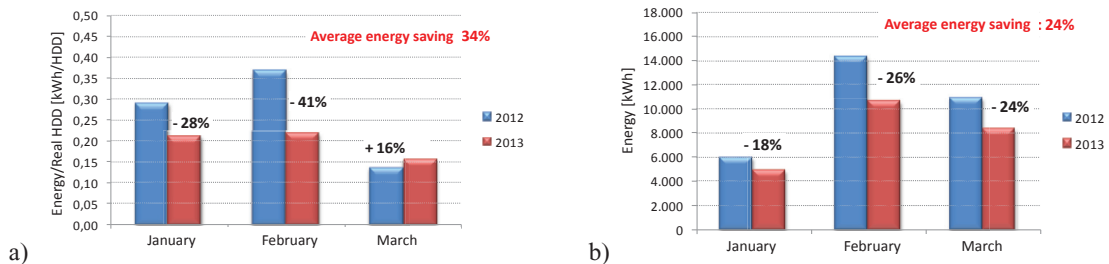 Energy/Real HDD [kWh/HDD]
0,50
0,45
0,40
0,35
0,30
0,25
0,20
0,15
0,10
0,05
0,00
Average energy saving 34%
- 28%
- 41%
+ 16%
2012
2013
January
February
March
a)
Energy [kWh]
18.000
16.000
14.000
12.000
10.000
8.000
6.000
4.000
2.000
0
Average energy saving : 24%
- 18%
- 26%
- 24%
2012
2013
January
February
March
b)